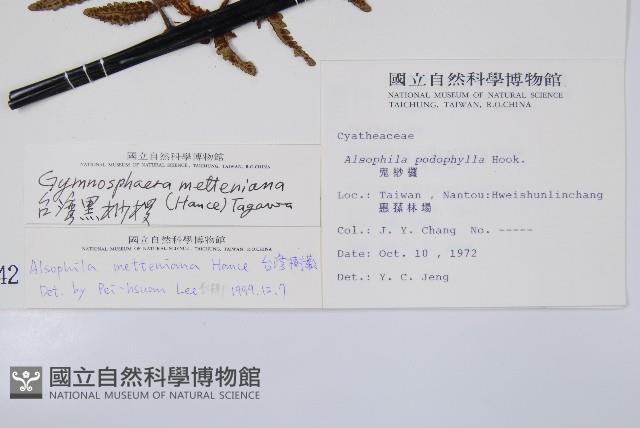 國立自然科學博物館
NATIONAL MUSEUM OF NATURAL SCIENCE
TAICHUNG, TAIWAN, R.O.CHINA
Cyatheaceae
Alsophila podophylla Hook.
鬼桫欏
Loc.: Taiwan , Nantou:Hweishunlinchang
惠蓀林場
Col.: J. Y. Chang No. -----
Date: Oct. 10 , 1972
Det.: Y. C. Jeng
國立自然科學博物館
NATIONAL MUSEUM OF NATURAL SCIENCE, TAICHUNG, TAIWAN, R.O.CHINA
Gymnosphaera metteniana
台灣黑桫欏 (Hance) Tagawa
國立自然科學博物館
NATIONAL MUSEUM OF NATURAL SCIENCE, TAICHUNG, TAIWAN, R.O.CHINA
Alsophila metteniana Hance 台灣樹蕨
Det. by Pei-hsuan Lee 1999.12.7
42
國立自然科學博物館
NATIONAL MUSEUM OF NATURAL SCIENCE